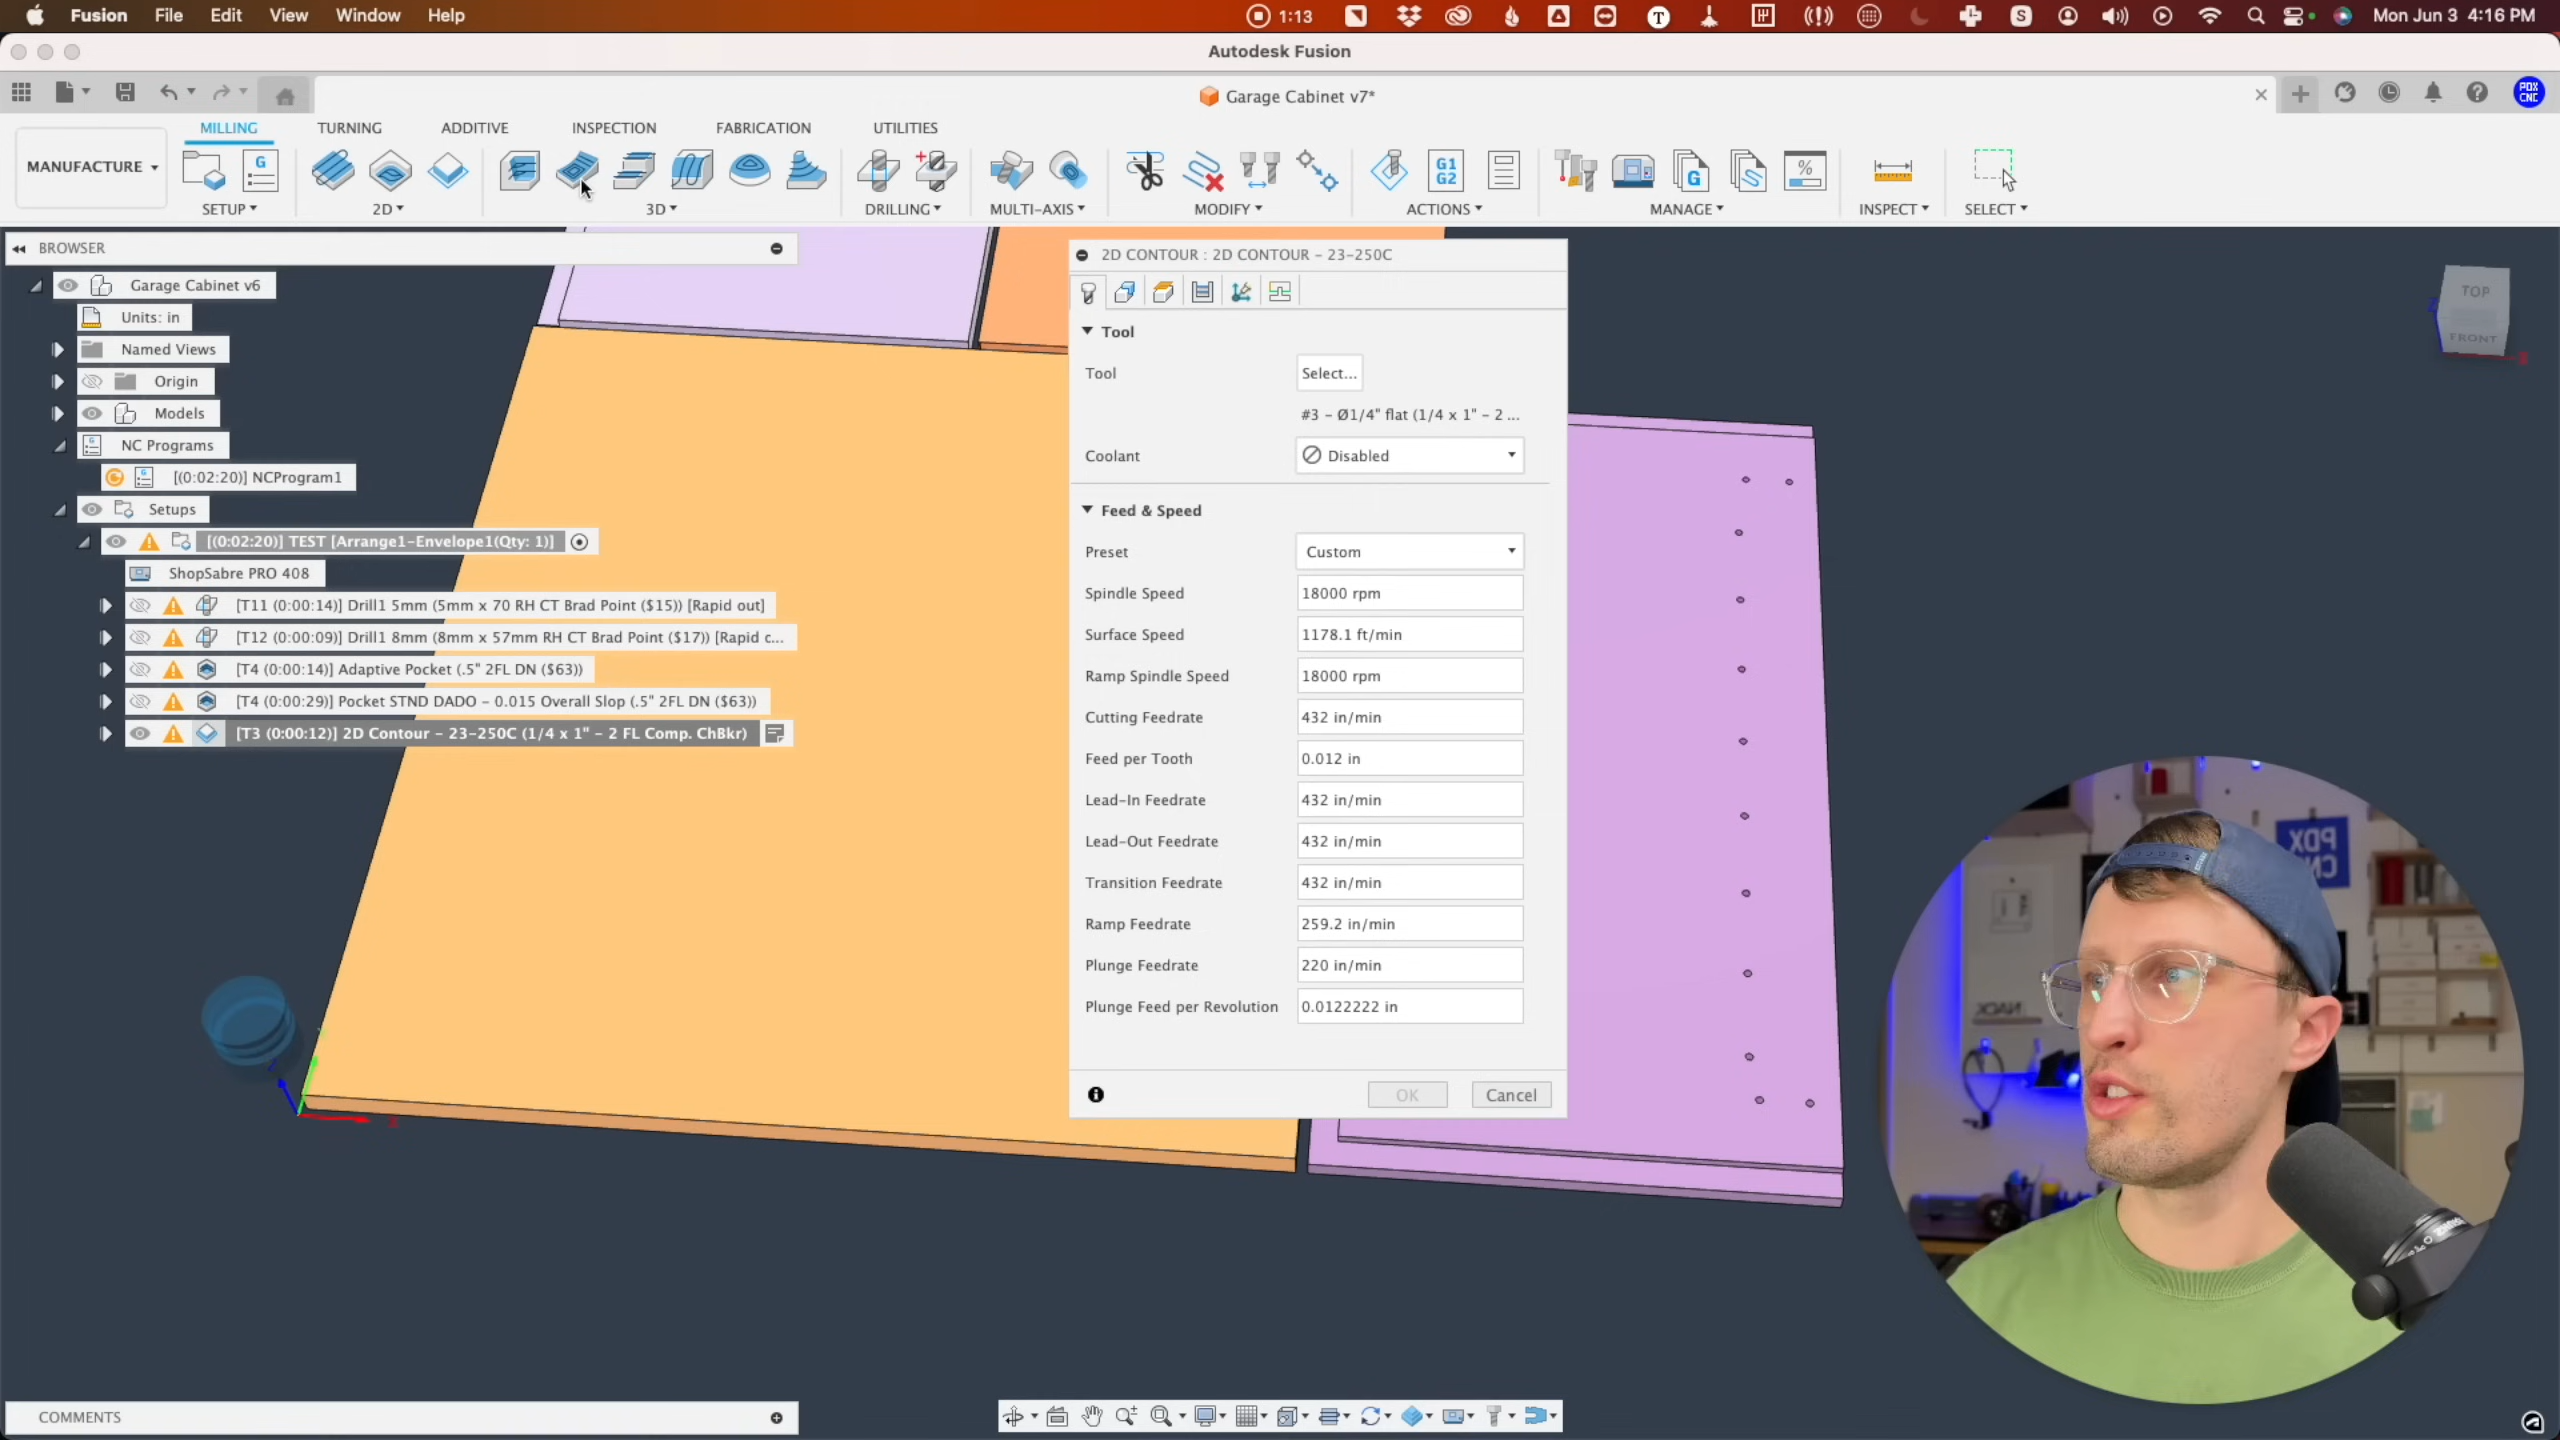 Fusion File Edit View Window Help 1:13 Mon Jun 3 4:16 PM
Autodesk Fusion
Garage Cabinet v7* PDX
CNC
MILLING TURNING ADDITIVE INSPECTION FABRICATION UTILITIES
MANUFACTURE
SETUP 2D 3D DRILLING MULTI-AXIS MODIFY ACTIONS MANAGE INSPECT SELECT
G G1
G2 G %
BROWSER
Garage Cabinet v6
Units: in
Named Views
Origin
Models
NC Programs
[(0:02:20)] NCProgram1
Setups
[(0:02:20)] TEST [Arrange1-Envelope1(Qty: 1)]
ShopSabre PRO 408
[T11 (0:00:14)] Drill1 5mm (5mm x 70 RH CT Brad Point ($15)) [Rapid out]
[T12 (0:00:09)] Drill1 8mm (8mm x 57mm RH CT Brad Point ($17)) [Rapid c...
[T4 (0:00:14)] Adaptive Pocket (.5" 2FL DN ($63))
[T4 (0:00:29)] Pocket STND DADO - 0.015 Overall Slop (.5" 2FL DN ($63))
[T3 (0:00:12)] 2D Contour - 23-250C (1/4 x 1" - 2 FL Comp. ChBkr)
2D CONTOUR : 2D CONTOUR - 23-250C
Tool
Tool Select...
#3 - Ø1/4" flat (1/4 x 1" - 2 ...
Coolant Disabled
Feed & Speed
Preset Custom
Spindle Speed 18000 rpm
Surface Speed 1178.1 ft/min
Ramp Spindle Speed 18000 rpm
Cutting Feedrate 432 in/min
Feed per Tooth 0.012 in
Lead-In Feedrate 432 in/min
Lead-Out Feedrate 432 in/min
Transition Feedrate 432 in/min
Ramp Feedrate 259.2 in/min
Plunge Feedrate 220 in/min
Plunge Feed per Revolution 0.0122222 in
OK Cancel
TOP
FRONT
PDX
CNC
COMMENTS